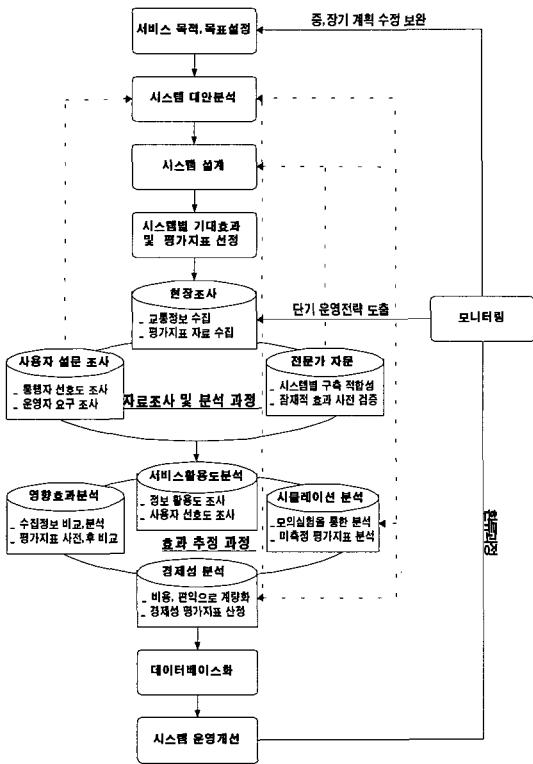 서비스 목적,목표설정
중,장기 계획 수정 보완
시스템 대안분석
시스템 설계
시스템별 기대효과
및 평가지표 선정
현장조사
_ 교통정보 수집
_ 평가지표 자료 수집
단기 운영전략 도출
모니터링
사용자 설문 조사
_ 통행자 선호도 조사
_ 운영자 요구 조사
전문가 자문
_ 시스템별 구축 적합성
_ 잠재적 효과 사전 검증
자료조사 및 분석 과정
서비스활용도분석
_ 정보 활용도 조사
_ 사용자 선호도 조사
영향효과분석
_ 수집정보 비교,분석
_ 평가지표 사전,후 비교
시뮬레이션 분석
_ 모의실험을 통한 분석
_ 미측정 평가지표 분석
효과 추정 과정
경제성 분석
_ 비용, 편익으로 계량화
_ 경제성 평가지표 산정
데이터베이스화
시스템 운영개선